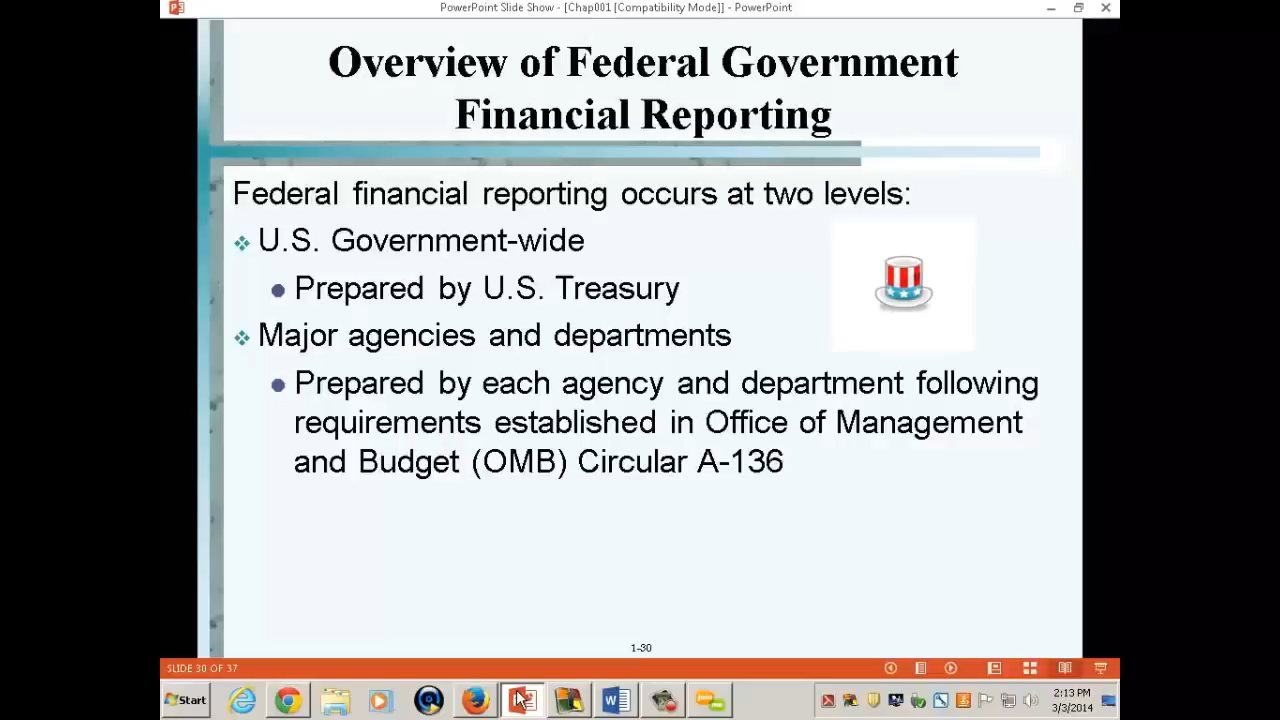 PowerPoint Slide Show - [Chap001 [Compatibility Mode]] - PowerPoint
Overview of Federal Government
Financial Reporting
Federal financial reporting occurs at two levels:
U.S. Government-wide
Prepared by U.S. Treasury
Major agencies and departments
Prepared by each agency and department following
requirements established in Office of Management
and Budget (OMB) Circular A-136
1-30
SLIDE 30 OF 37
Start
2:13 PM
3/3/2014